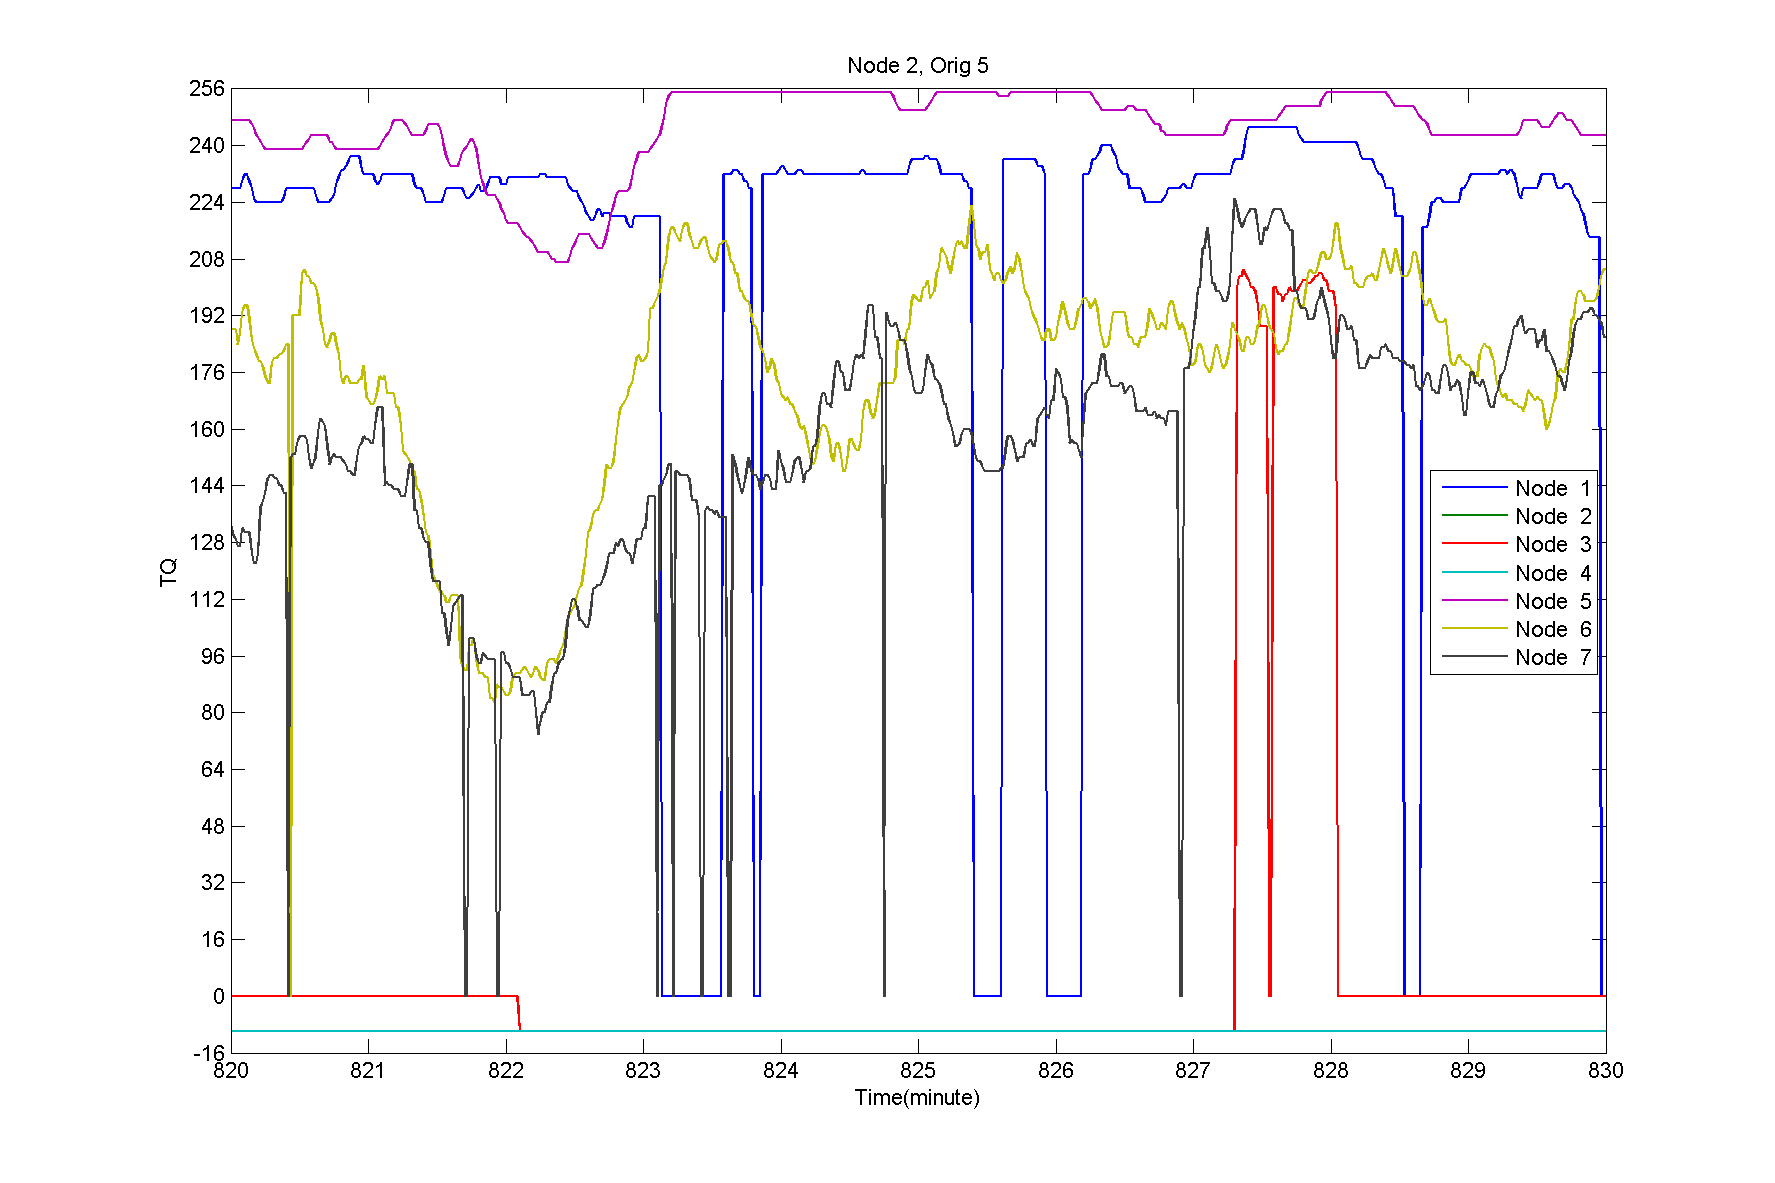 Node 2, Orig 5
256
240
224
208
192
176
160
144
128
112
96
80
64
48
32
16
0
-16
TQ
Node 1
Node 2
Node 3
Node 4
Node 5
Node 6
Node 7
820 821 822 823 824 825 826 827 828 829 830
Time(minute)